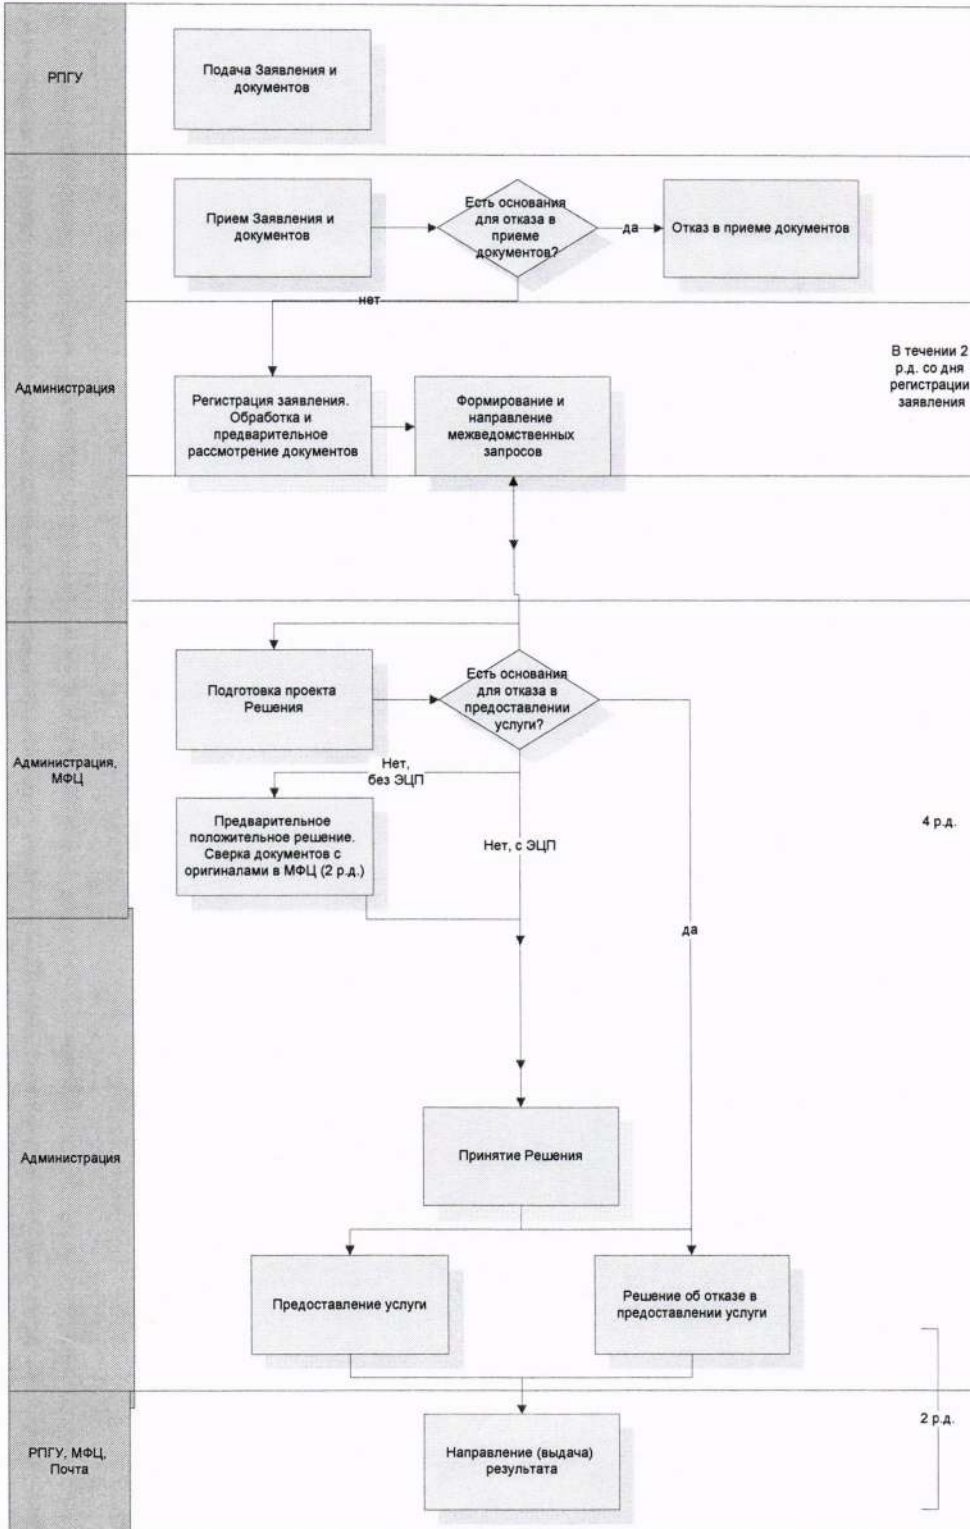 РПГУ
Подача Заявления и
документов
Прием Заявления и
документов
Есть основания
для отказа в
приеме
документов?
да
Отказ в приеме документов
нет
Администрация
Регистрация заявления.
Обработка и
предварительное
рассмотрение документов
Формирование и
направление
межведомственных
запросов
В течении 2
р.д. со дня
регистрации
заявления
Администрация,
МФЦ
Подготовка проекта
Решения
Есть основания
для отказа в
предоставлении
услуги?
Нет,
без ЭЦП
Предварительное
положительное решение.
Сверка документов с
оригиналами в МФЦ (2 р.д.)
Нет, с ЭЦП
4 р.д.
да
Администрация
Принятие Решения
Предоставление услуги
Решение об отказе в
предоставлении услуги
РПГУ, МФЦ,
Почта
Направление (выдача)
результата
2 р.д.